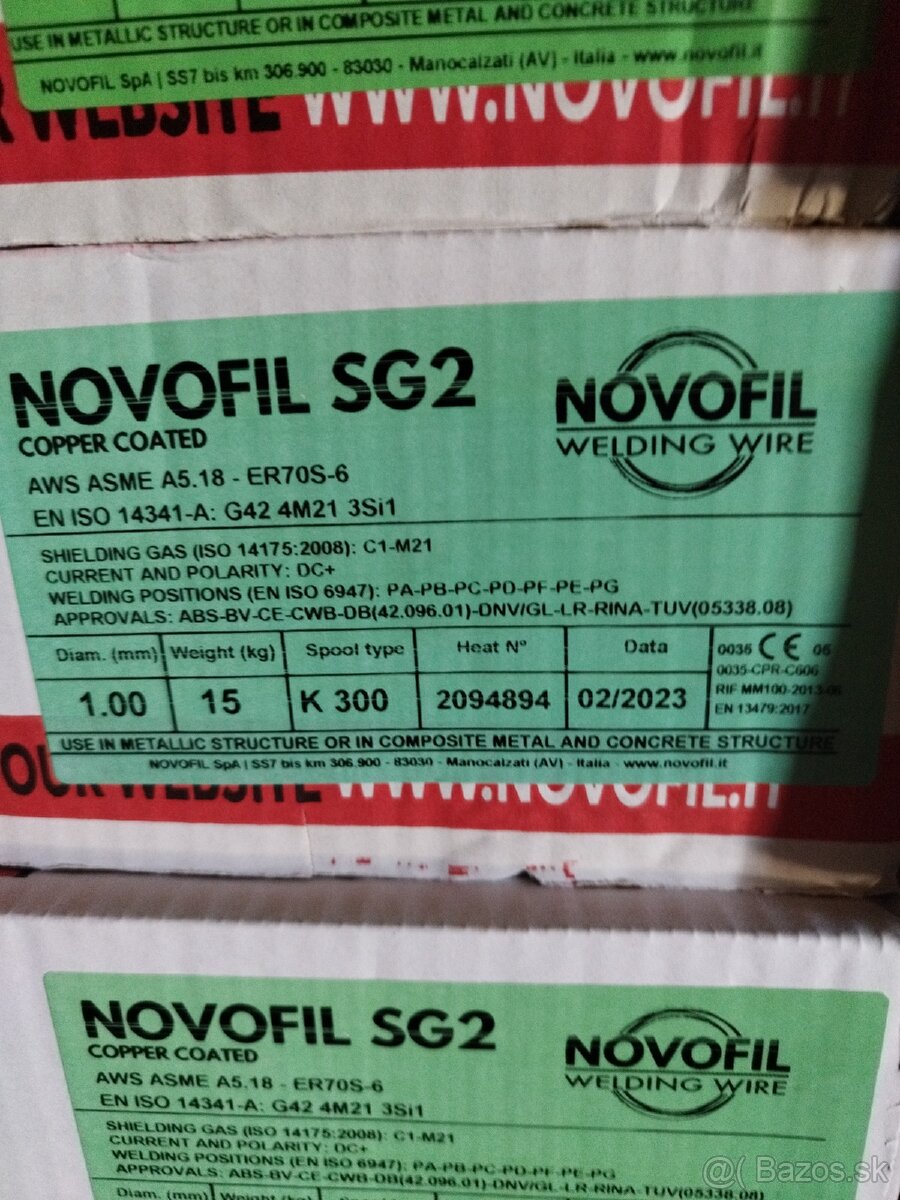 USE IN METALLIC STRUCTURE OR IN COMPOSITE METAL AND CONCRETE STRUCTURE
NOVOFIL SpA | SS7 bis km 306.900 - 83030 - Manocalzati (AV) - Italia - www.novofil.it
WEBSITE WWW.NOVOFIL.IT
NOVOFIL SG2
COPPER COATED
NOVOFIL
WELDING WIRE
AWS ASME A5.18 - ER70S-6
EN ISO 14341-A: G42 4M21 3Si1
SHIELDING GAS (ISO 14175:2008): C1-M21
CURRENT AND POLARITY: DC+
WELDING POSITIONS (EN ISO 6947): PA-PB-PC-PD-PF-PE-PG
APPROVALS: ABS-BV-CE-CWB-DB(42.096.01)-DNV/GL-LR-RINA-TUV(05338.08)
Diam. (mm) Weight (kg) Spool type Heat N° Data
1.00 15 K 300 2094894 02/2023
0035 CE 06
0035-CPR-C606
RIF MM100-2013-06
EN 13479:2017
USE IN METALLIC STRUCTURE OR IN COMPOSITE METAL AND CONCRETE STRUCTURE
NOVOFIL SpA | SS7 bis km 306.900 - 83030 - Manocalzati (AV) - Italia - www.novofil.it
OUR WEBSITE WWW.NOVOFIL.IT
NOVOFIL SG2
COPPER COATED
NOVOFIL
WELDING WIRE
AWS ASME A5.18 - ER70S-6
EN ISO 14341-A: G42 4M21 3Si1
SHIELDING GAS (ISO 14175:2008): C1-M21
CURRENT AND POLARITY: DC+
WELDING POSITIONS (EN ISO 6947): PA-PB-PC-PD-PF-PE-PG
APPROVALS: ABS-BV-CE-CWB-DB(42.096.01)-DNV/GL-LR-RINA-TUV(05338.08)
Diam. (mm) Weight (kg)
@( Bazos.sk